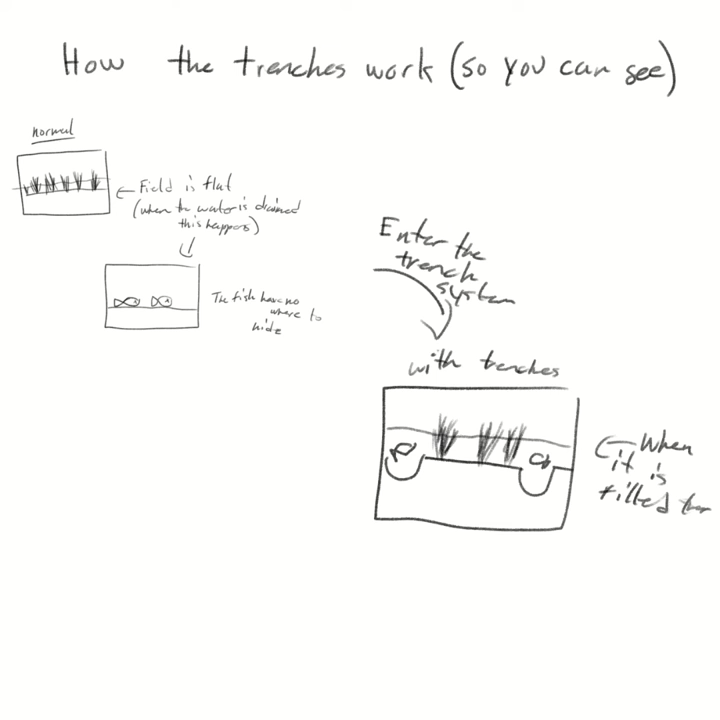 How the trenches work (so you can see)
normal
Field is flat
(when the water is drained
this happens)
The fish have no
where to
hide
Enter the
trench
system
with trenches
When
it is
filled